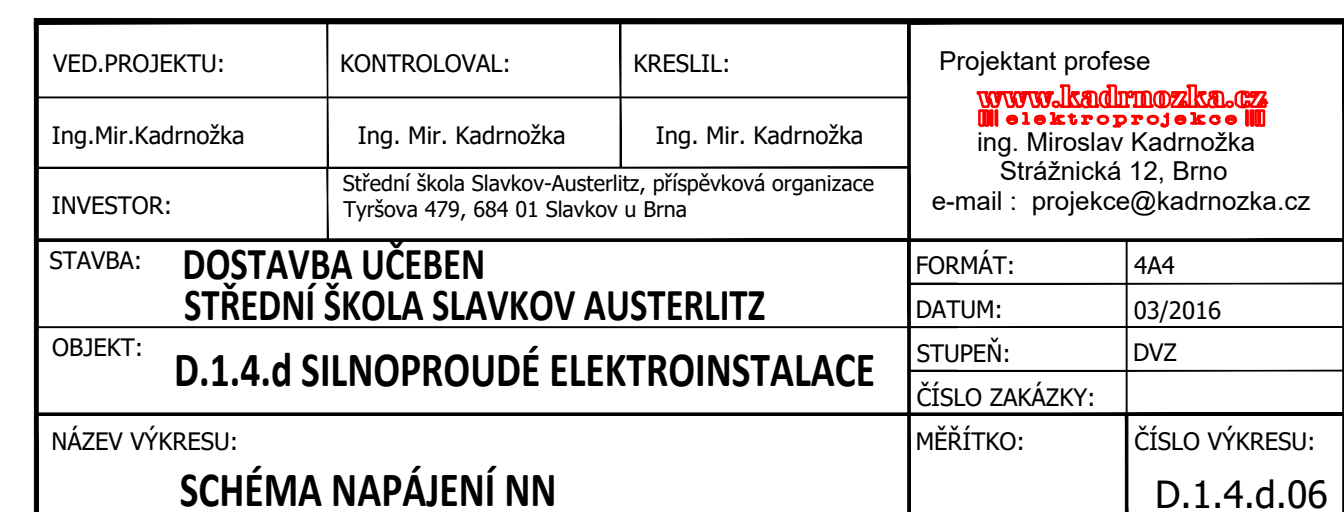 VED.PROJEKTU: KONTROLOVAL: KRESLIL:
Ing.Mir.Kadrnožka Ing. Mir. Kadrnožka Ing. Mir. Kadrnožka
INVESTOR: Střední škola Slavkov-Austerlitz, příspěvková organizace
Tyršova 479, 684 01 Slavkov u Brna
Projektant profese
www.kadrnozka.cz
elektroprojekce
ing. Miroslav Kadrnožka
Strážnická 12, Brno
e-mail : projekce@kadrnozka.cz
STAVBA: DOSTAVBA UČEBEN
STŘEDNÍ ŠKOLA SLAVKOV AUSTERLITZ
FORMÁT: 4A4
DATUM: 03/2016
OBJEKT: D.1.4.d SILNOPROUDÉ ELEKTROINSTALACE
STUPEŇ: DVZ
ČÍSLO ZAKÁZKY:
NÁZEV VÝKRESU:
SCHÉMA NAPÁJENÍ NN
MĚŘÍTKO: ČÍSLO VÝKRESU:
D.1.4.d.06